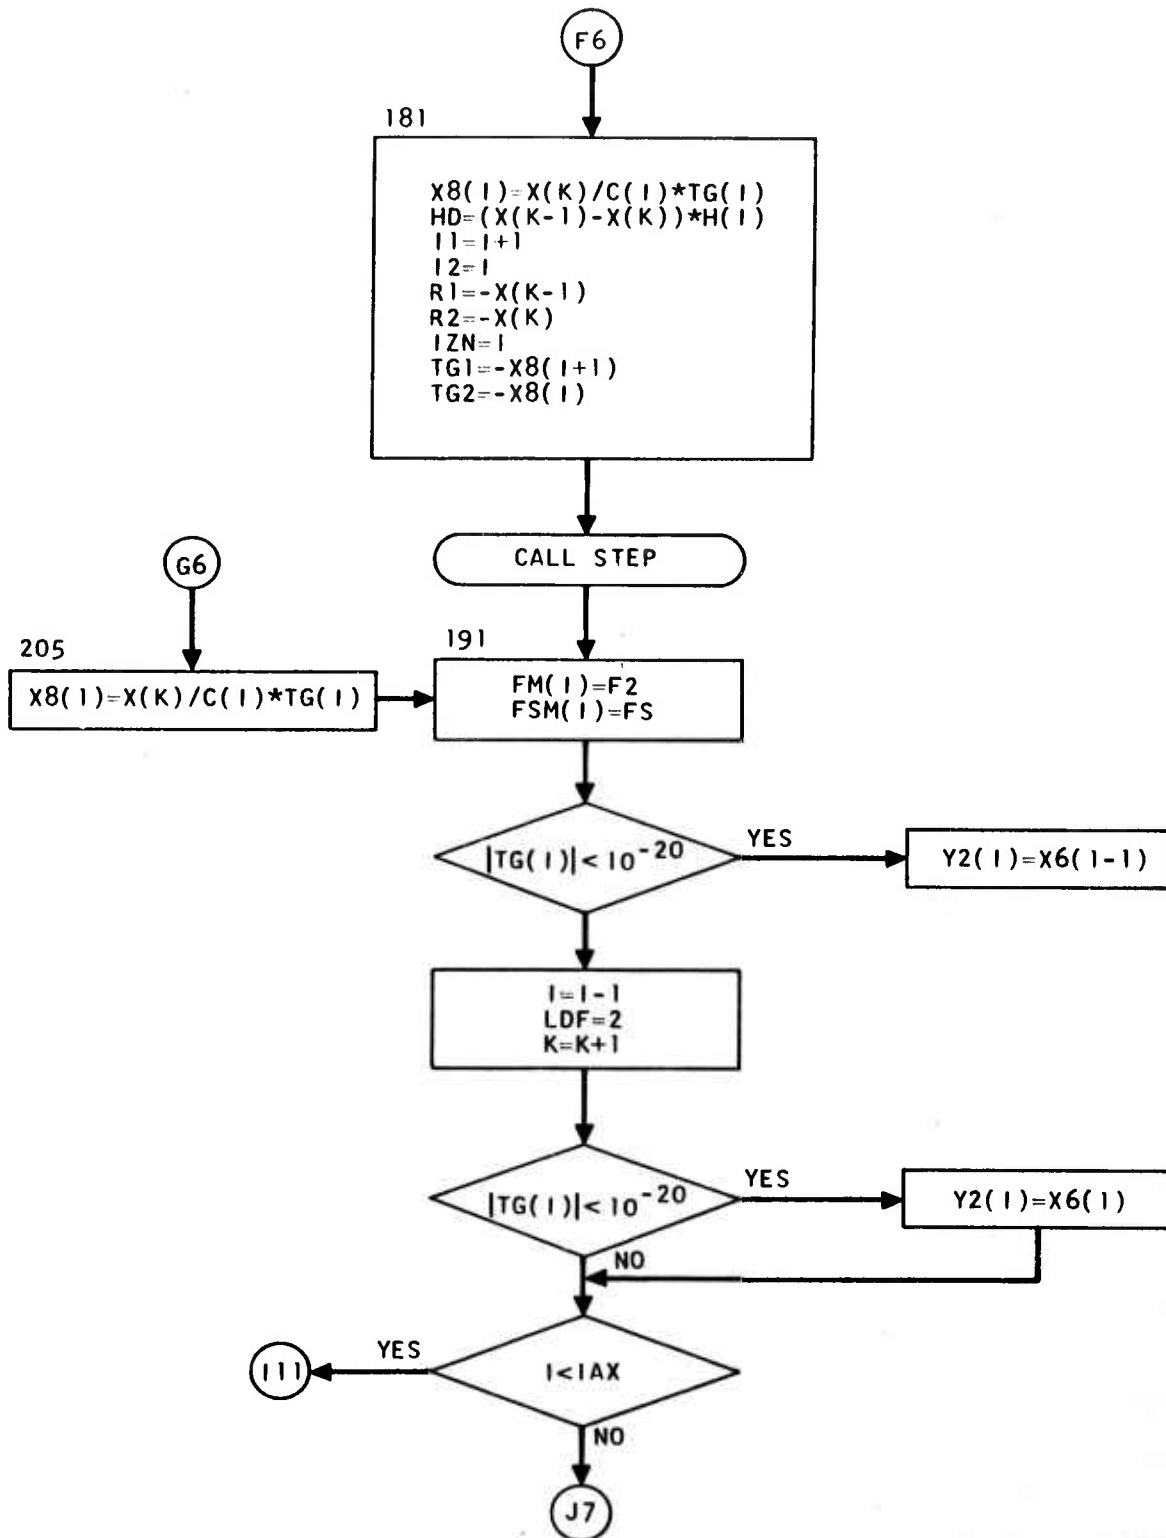 F6
181
X8(I)=X(K)/C(I)*TG(I)
HD=(X(K-1)-X(K))*H(I)
I1=I+1
I2=I
R1=-X(K-1)
R2=-X(K)
IZN=1
TG1=-X8(I+1)
TG2=-X8(I)
CALL STEP
G6
205
X8(I)=X(K)/C(I)*TG(I)
191
FM(I)=F2
FSM(I)=FS
|TG(I)|<10⁻²⁰
YES
Y2(I)=X6(I-1)
I=I-1
LDF=2
K=K+1
|TG(I)|<10⁻²⁰
YES
Y2(I)=X6(I)
NO
I<IAX
YES
I11
NO
J7